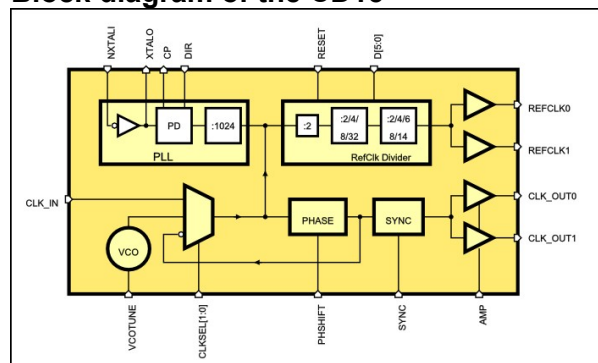 Block diagram of the GD16
NXTALI
XTALO
CP
DIR
RESET
D[5:0]
PD
:1024
PLL
:2
:2/4/
8/32
:2/4/6
8/14
RefClk Divider
REFCLK0
REFCLK1
CLK_IN
VCO
PHASE
SYNC
CLK_OUT0
CLK_OUT1
VCOTUNE
CLKSEL[1:0]
PHSHIFT
SYNC
AMP